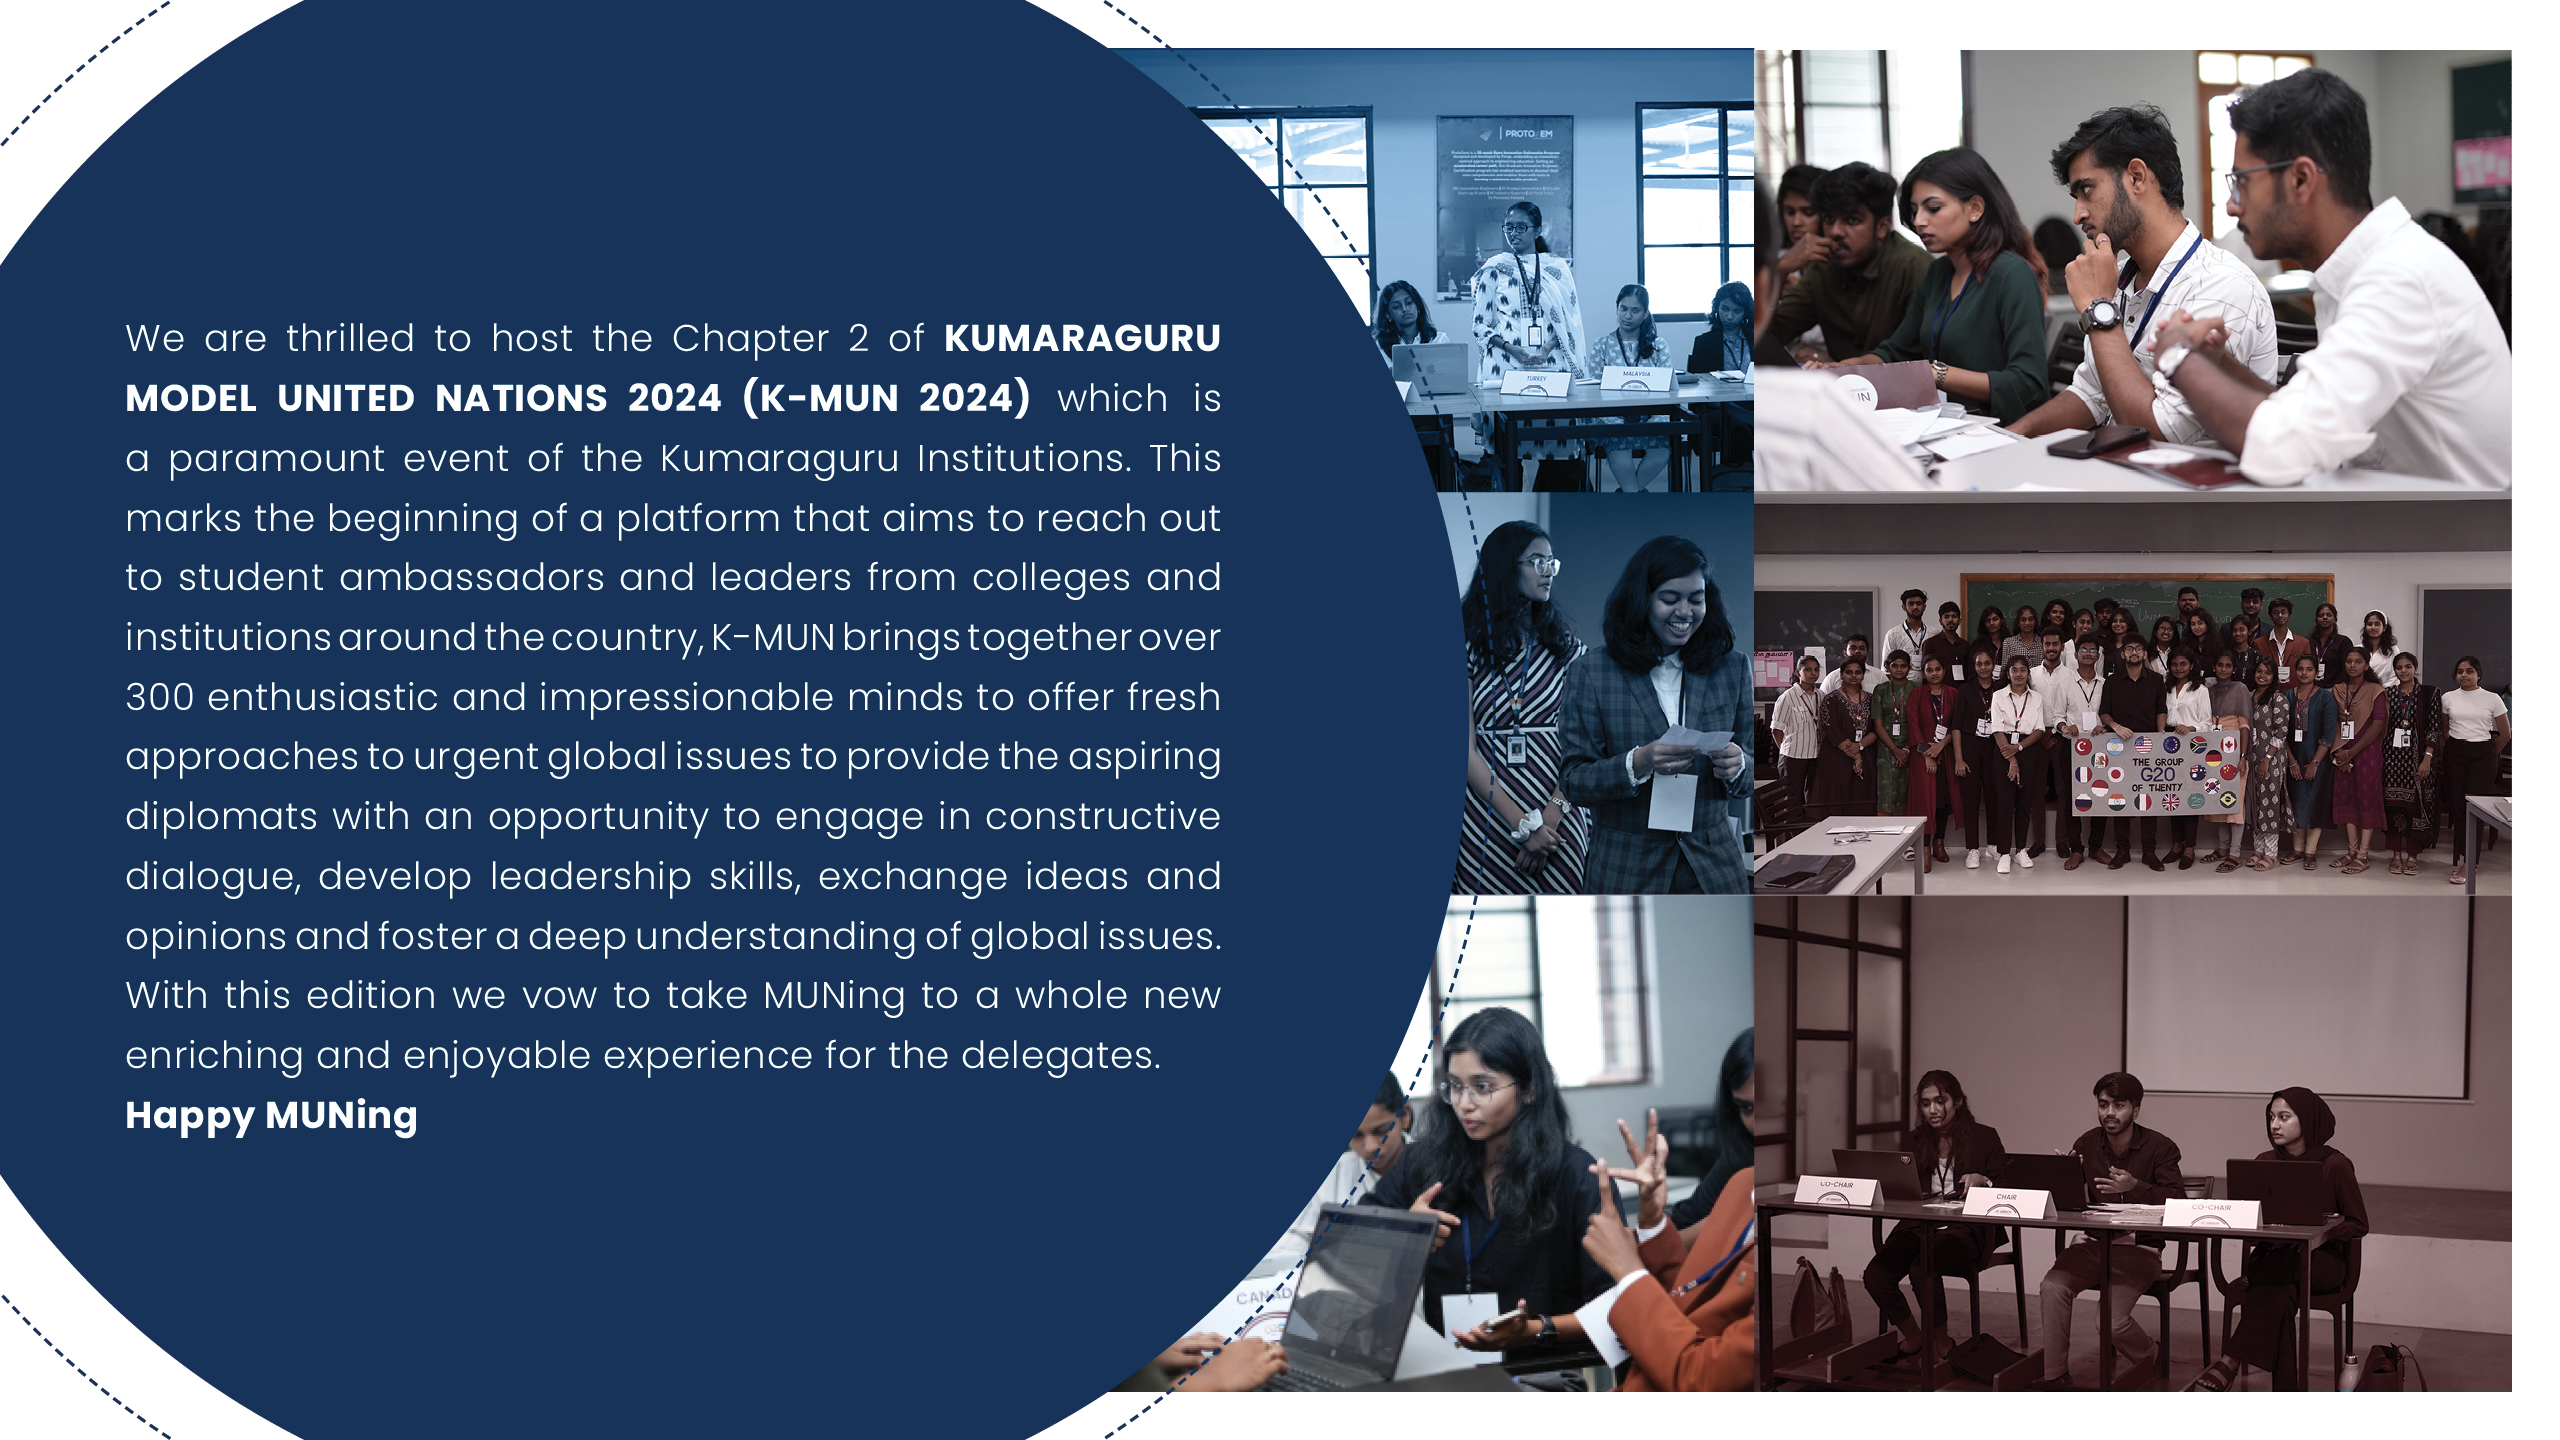 We are thrilled to host the Chapter 2 of KUMARAGURU
MODEL UNITED NATIONS 2024 (K-MUN 2024) which is
a paramount event of the Kumaraguru Institutions. This
marks the beginning of a platform that aims to reach out
to student ambassadors and leaders from colleges and
institutions around the country, K-MUN brings together over
300 enthusiastic and impressionable minds to offer fresh
approaches to urgent global issues to provide the aspiring
diplomats with an opportunity to engage in constructive
dialogue, develop leadership skills, exchange ideas and
opinions and foster a deep understanding of global issues.
With this edition we vow to take MUNing to a whole new
enriching and enjoyable experience for the delegates.
Happy MUNing
TURKEY
MALAYSIA
THE GROUP
G20
OF TWENTY
CO-CHAIR
CHAIR
CO-CHAIR